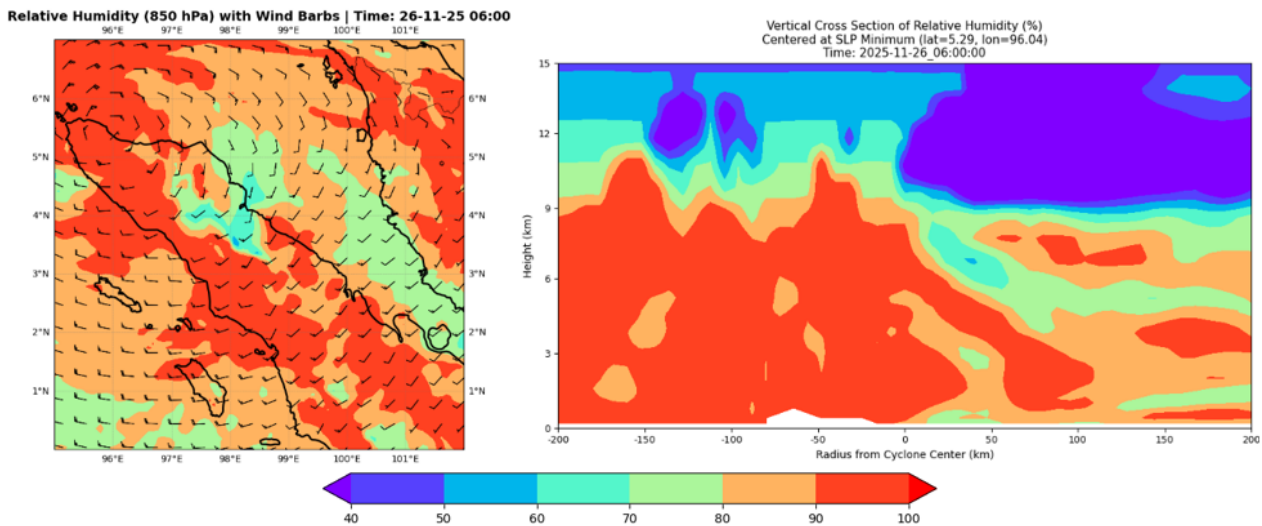 Relative Humidity (850 hPa) with Wind Barbs | Time: 26-11-25 06:00
96°E 97°E 98°E 99°E 100°E 101°E
6°N 6°N
5°N 5°N
4°N 4°N
3°N 3°N
2°N 2°N
1°N 1°N
96°E 97°E 98°E 99°E 100°E 101°E
Vertical Cross Section of Relative Humidity (%)
Centered at SLP Minimum (lat=5.29, lon=96.04)
Time: 2025-11-26_06:00:00
Height (km)
15
12
9
6
3
0
-200 -150 -100 -50 0 50 100 150 200
Radius from Cyclone Center (km)
40 50 60 70 80 90 100